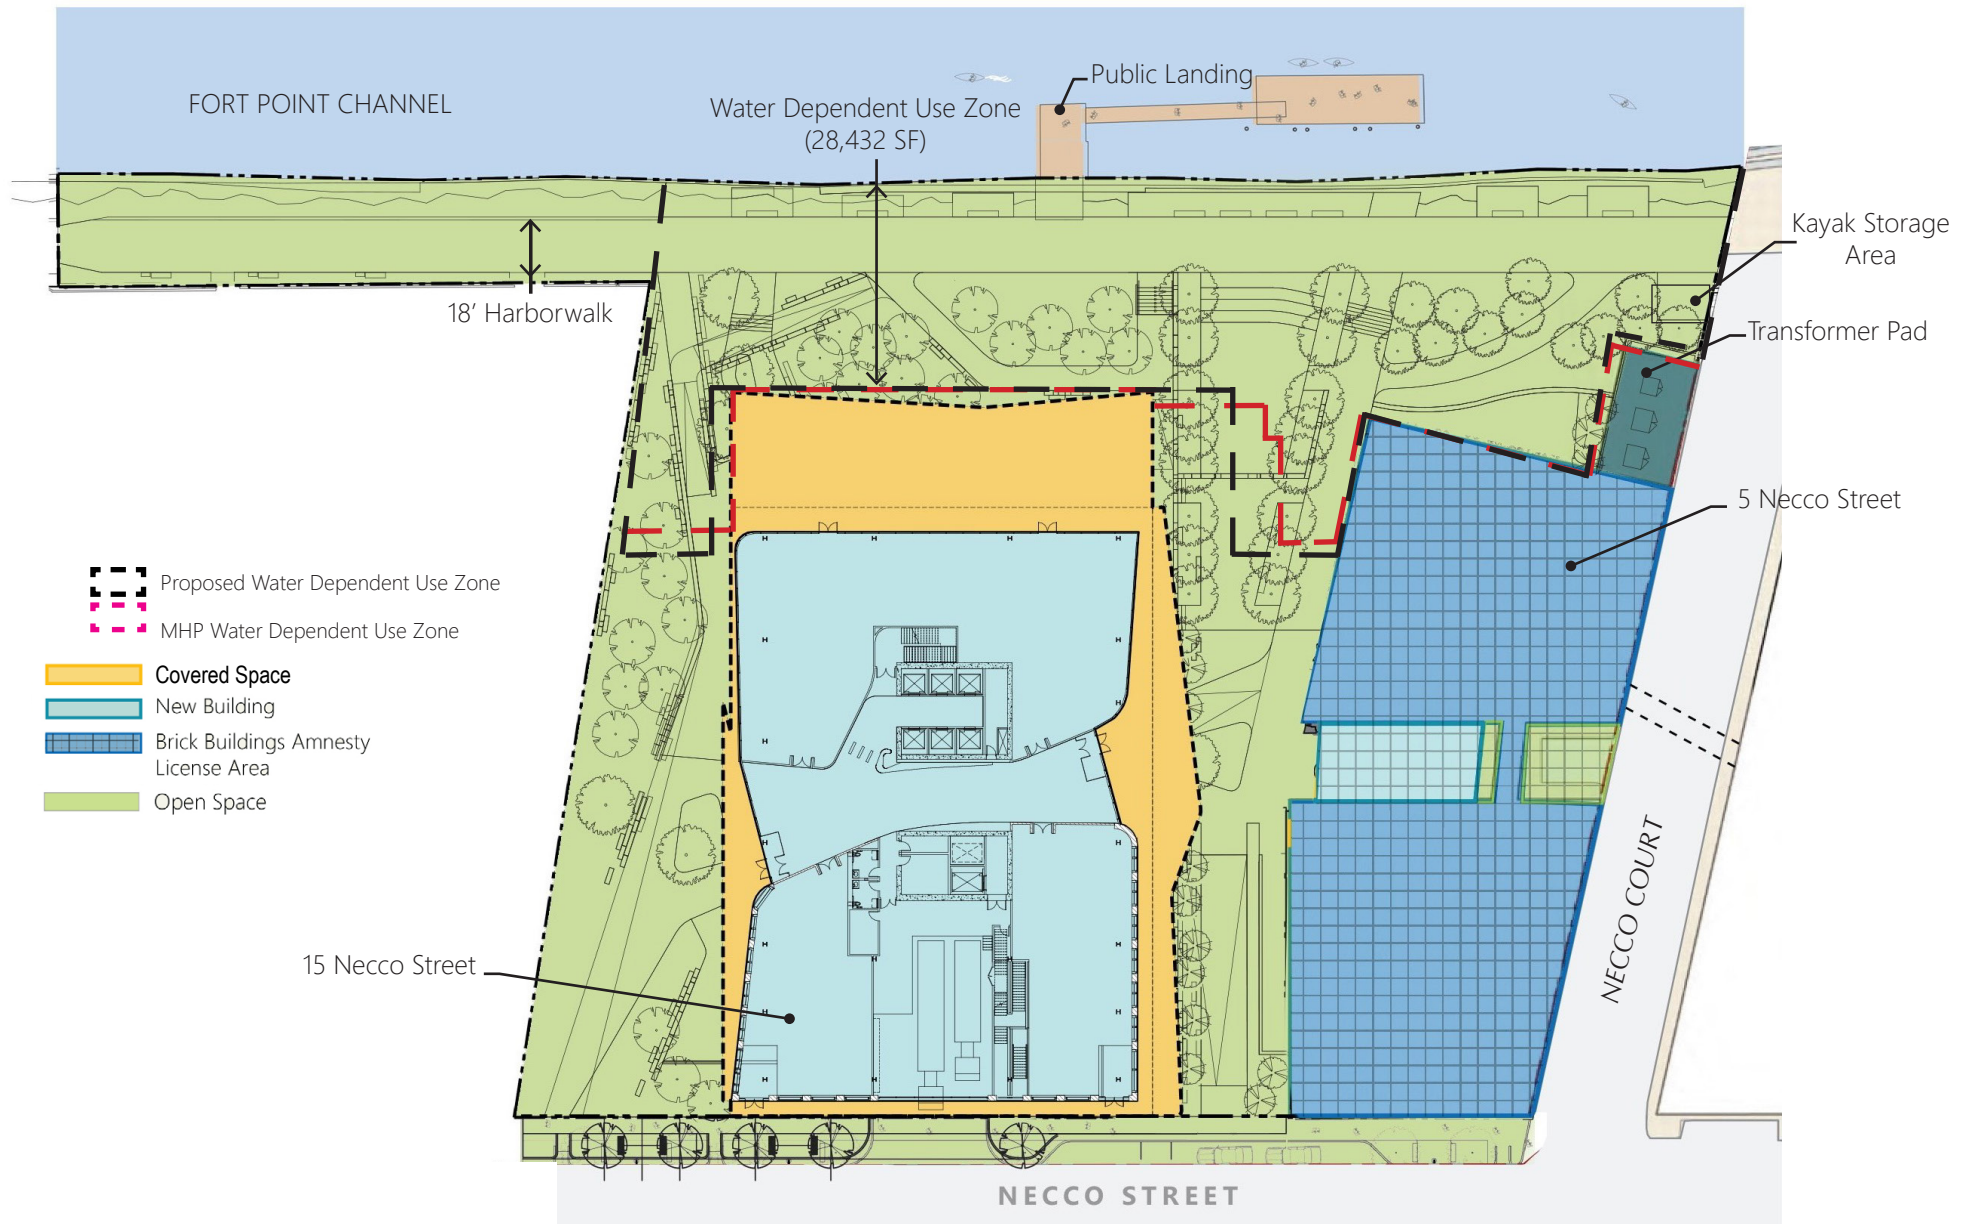 Public Landing
FORT POINT CHANNEL
Water Dependent Use Zone
(28,432 SF)
Kayak Storage
Area
18' Harborwalk
Transformer Pad
5 Necco Street
Proposed Water Dependent Use Zone
MHP Water Dependent Use Zone
Covered Space
New Building
Brick Buildings Amnesty
License Area
Open Space
NECCO COURT
15 Necco Street
NECCO STREET